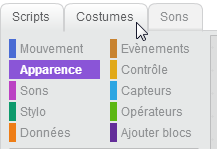 Scripts Costumes Sons
Mouvement Evènements
Apparence Contrôle
Sons Capteurs
Stylo Opérateurs
Données Ajouter blocs